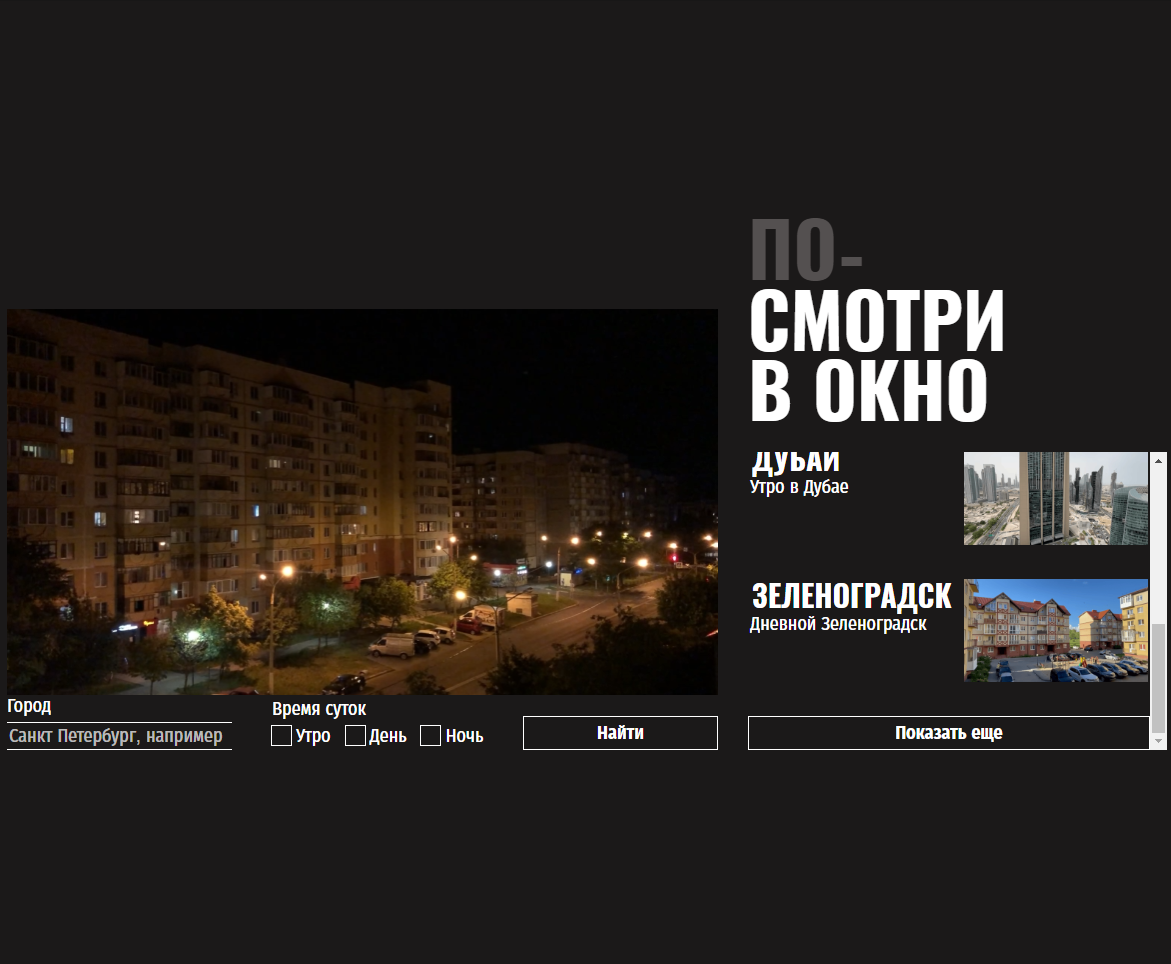 ПО-
СМОТРИ
В ОКНО
ДУБАЙ
Утро в Дубае
ЗЕЛЕНОГРАДСК
Дневной Зеленоградск
Показать еще
Город
Санкт Петербург, например
Время суток
Утро
День
Ночь
Найти